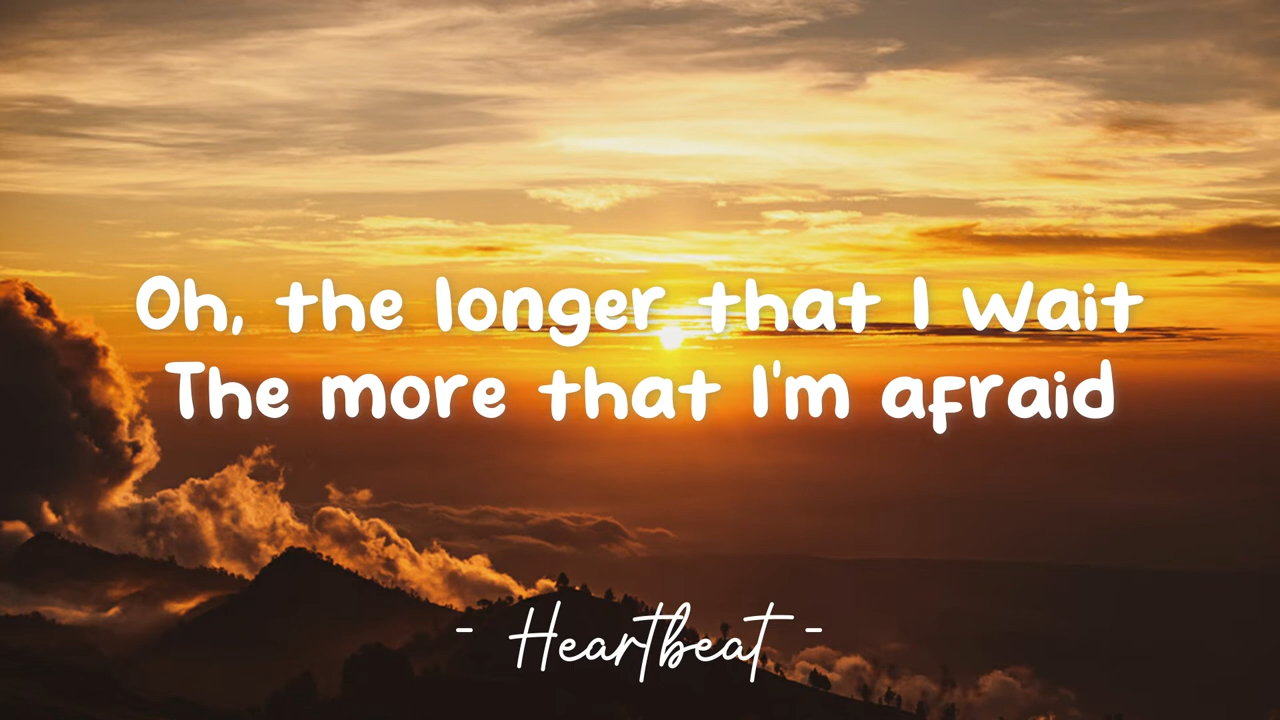 Oh, the longer that I wait
The more that I'm afraid
- Heartbeat -